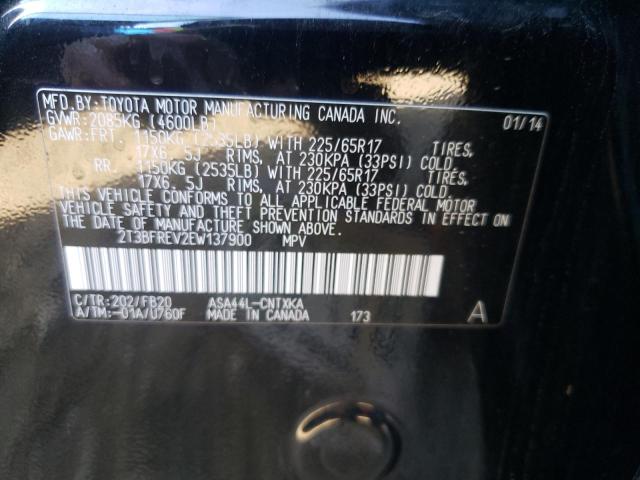 MFD.BY:TOYOTA MOTOR MANUFACTURING CANADA INC.
GVWR:2085KG (4600LB) 01/14
GAWR:FRT. 1150KG (2535LB) WITH 225/65R17 TIRES,
17X6. 5J RIMS, AT 230KPA (33PSI) COLD
RR. 1150KG (2535LB) WITH 225/65R17 TIRES,
17X6. 5J RIMS, AT 230KPA (33PSI) COLD
THIS VEHICLE CONFORMS TO ALL APPLICABLE FEDERAL MOTOR
VEHICLE SAFETY AND THEFT PREVENTION STANDARDS IN EFFECT ON
THE DATE OF MANUFACTURE SHOWN ABOVE.
2T3BFREV2EW137900 MPV
C/TR:202/FB20 ASA44L-CNTXKA
A/TM:-01A/U760F MADE IN CANADA 173 A